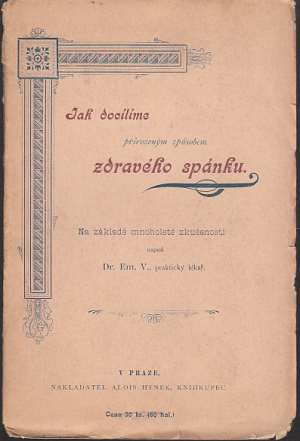 Jak docílíme
přirozeným způsobem
zdravého spánku.
Na základě mnoholeté zkušenosti
napsal
Dr. Em. V., praktický lékař.
V PRAZE.
NAKLADATEL ALOIS HYNEK, KNIHKUPEC.
Cena 30 kr. (60 hal.)